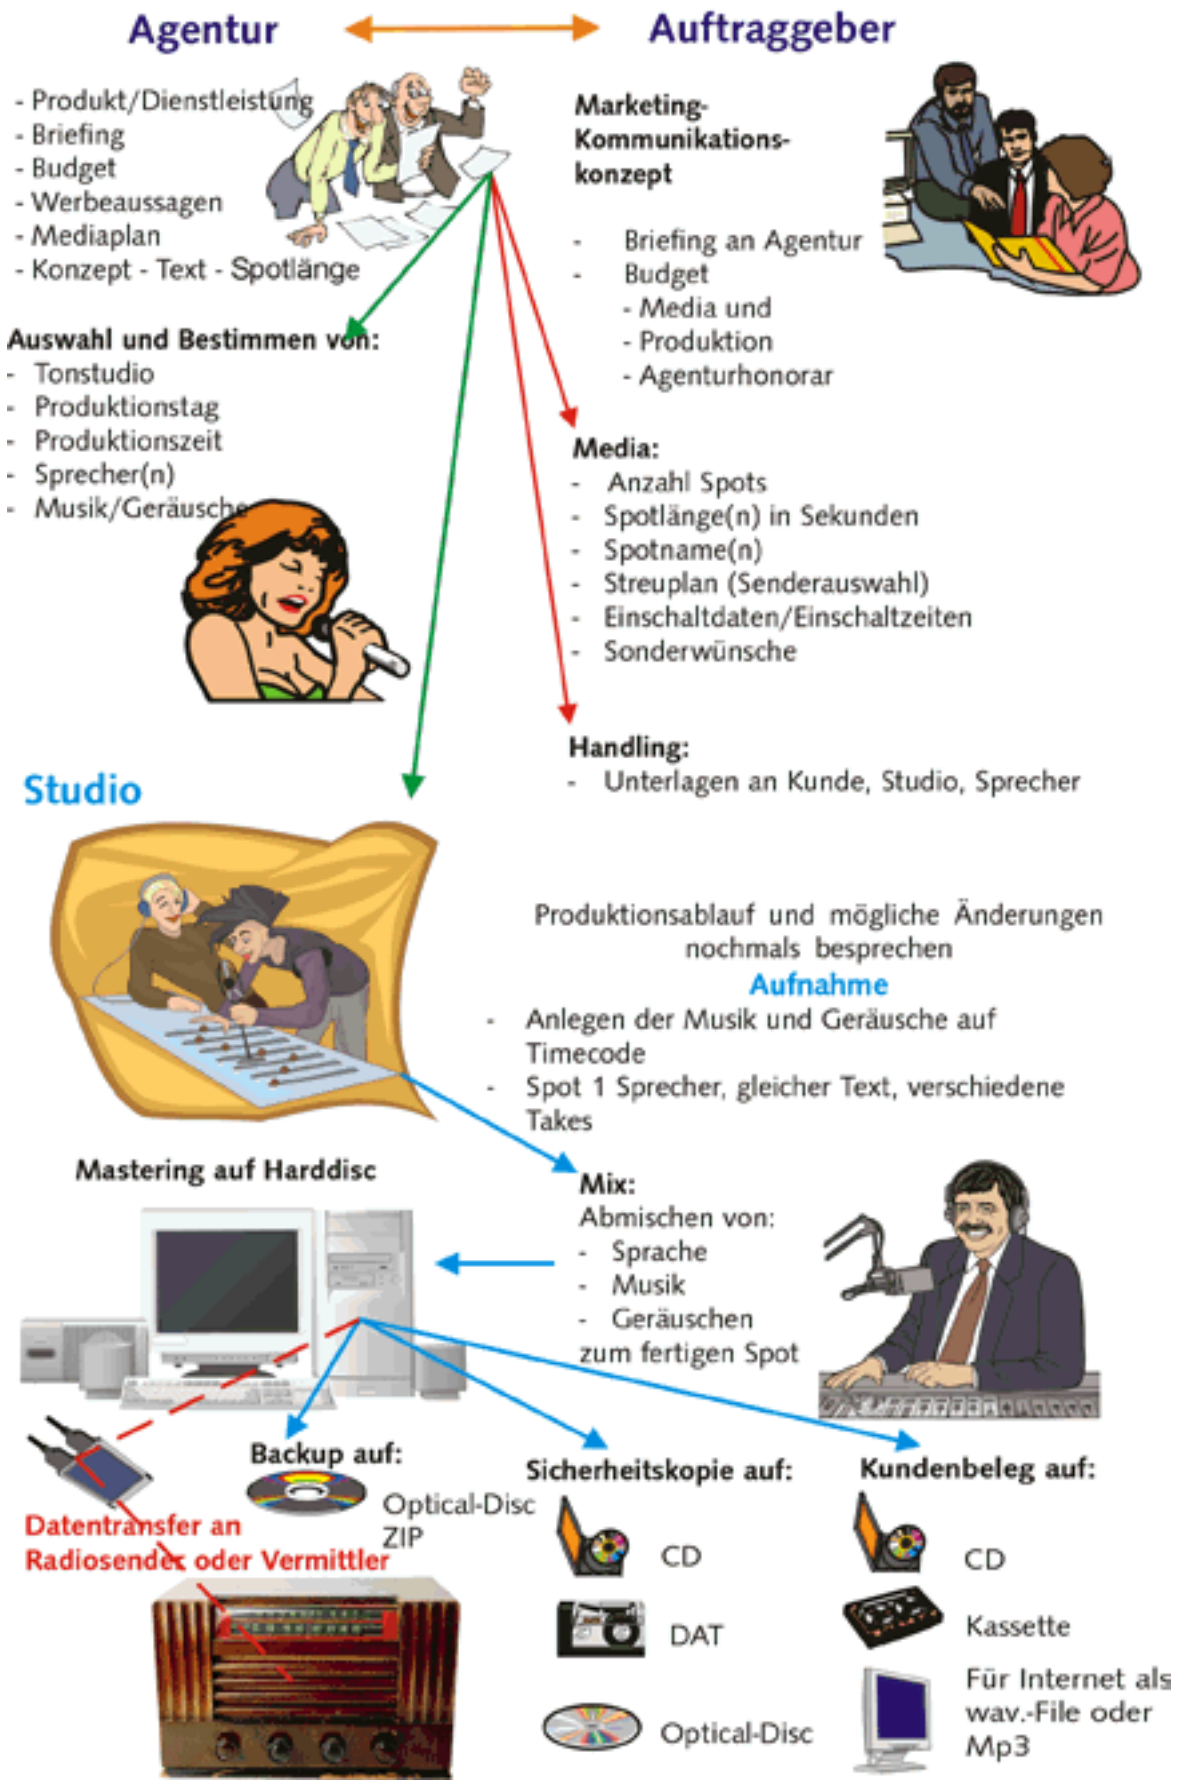 Agentur
Auftraggeber
- Produkt/Dienstleistung
- Briefing
- Budget
- Werbeaussagen
- Mediaplan
- Konzept - Text - Spotlänge
Marketing-
Kommunikations-
konzept
- Briefing an Agentur
- Budget
- Media und
- Produktion
- Agenturhonorar
Auswahl und Bestimmen von:
- Tonstudio
- Produktionstag
- Produktionszeit
- Sprecher(n)
- Musik/Geräusche
Media:
- Anzahl Spots
- Spotlänge(n) in Sekunden
- Spotname(n)
- Streuplan (Senderauswahl)
- Einschaltdaten/Einschaltzeiten
- Sonderwünsche
Handling:
- Unterlagen an Kunde, Studio, Sprecher
Studio
Produktionsablauf und mögliche Änderungen
nochmals besprechen
Aufnahme
- Anlegen der Musik und Geräusche auf
Timecode
- Spot 1 Sprecher, gleicher Text, verschiedene
Takes
Mastering auf Harddisc
Mix:
Abmischen von:
- Sprache
- Musik
- Geräuschen
zum fertigen Spot
Backup auf:
Optical-Disc
ZIP
Datentransfer an
Radiosender oder Vermittler
Sicherheitskopie auf:
CD
DAT
Optical-Disc
Kundenbeleg auf:
CD
Kassette
Für Internet als
wav.-File oder
Mp3